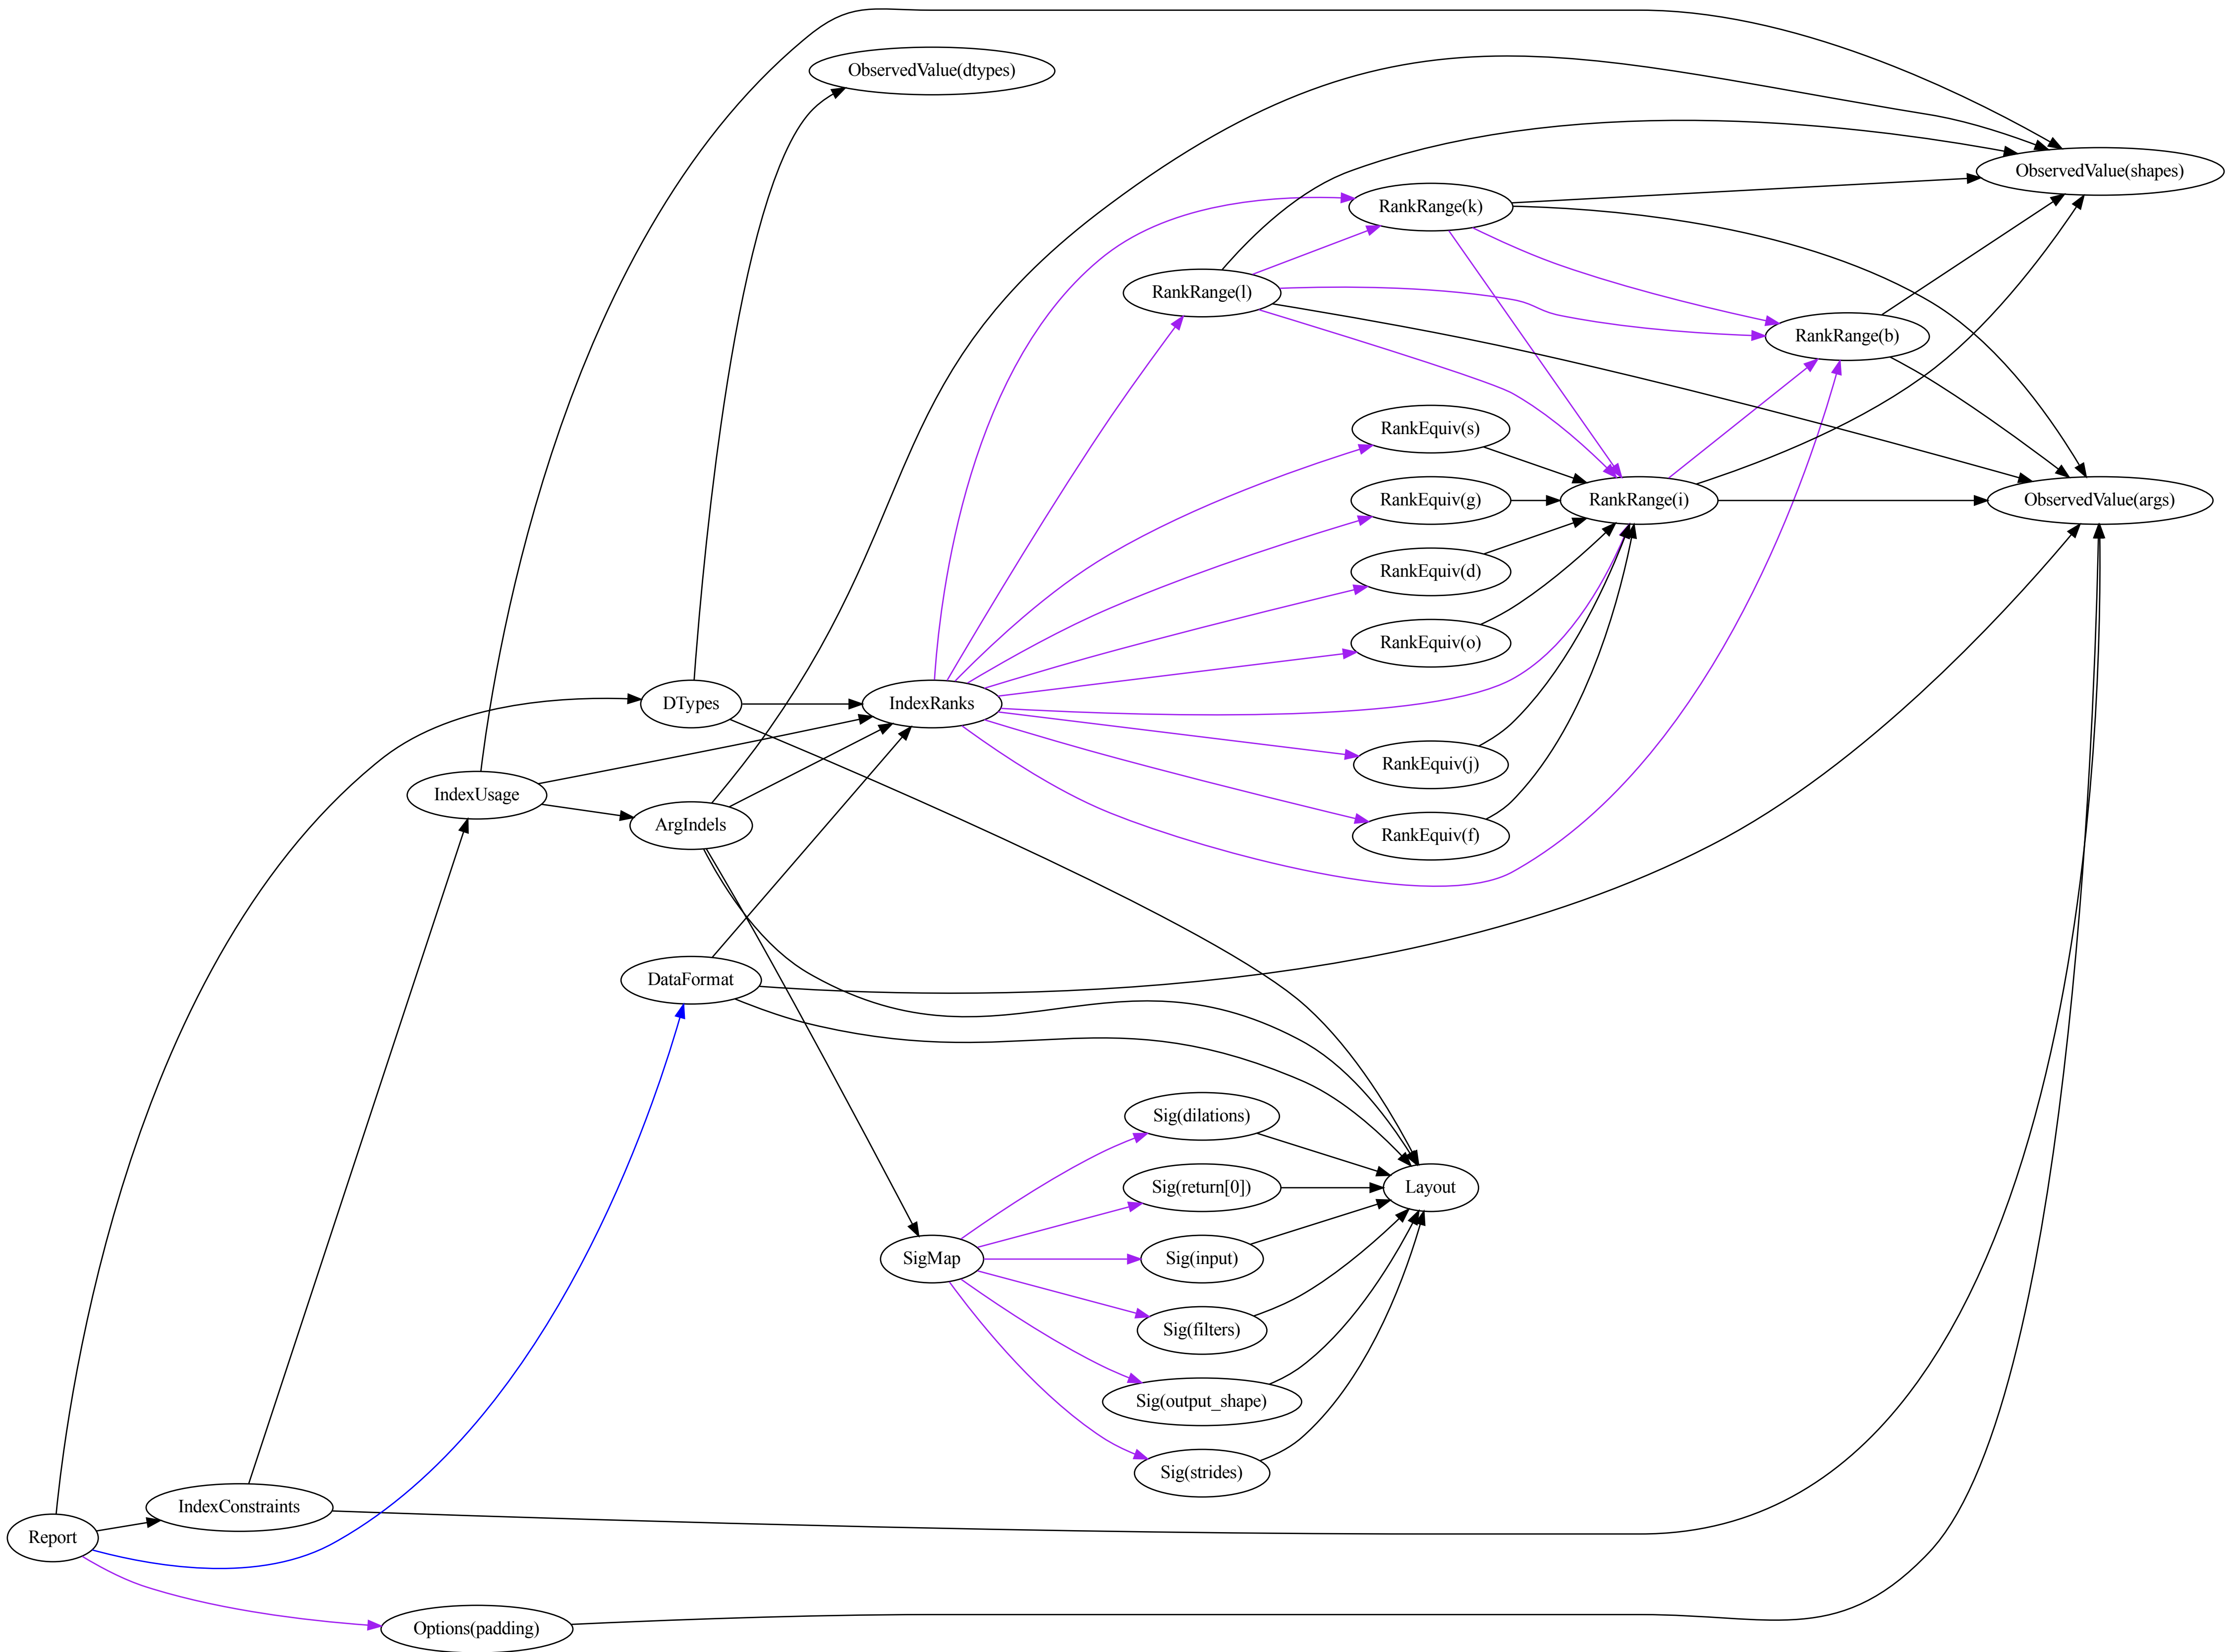 ObservedValue(dtypes)
ObservedValue(shapes)
RankRange(k)
RankRange(l)
RankRange(b)
RankEquiv(s)
RankEquiv(g)
RankRange(i)
ObservedValue(args)
RankEquiv(d)
RankEquiv(o)
DTypes
IndexRanks
RankEquiv(j)
IndexUsage
ArgIndels
RankEquiv(f)
DataFormat
Sig(dilations)
Sig(return[0])
Layout
SigMap
Sig(input)
Sig(filters)
Sig(output_shape)
Sig(strides)
IndexConstraints
Report
Options(padding)